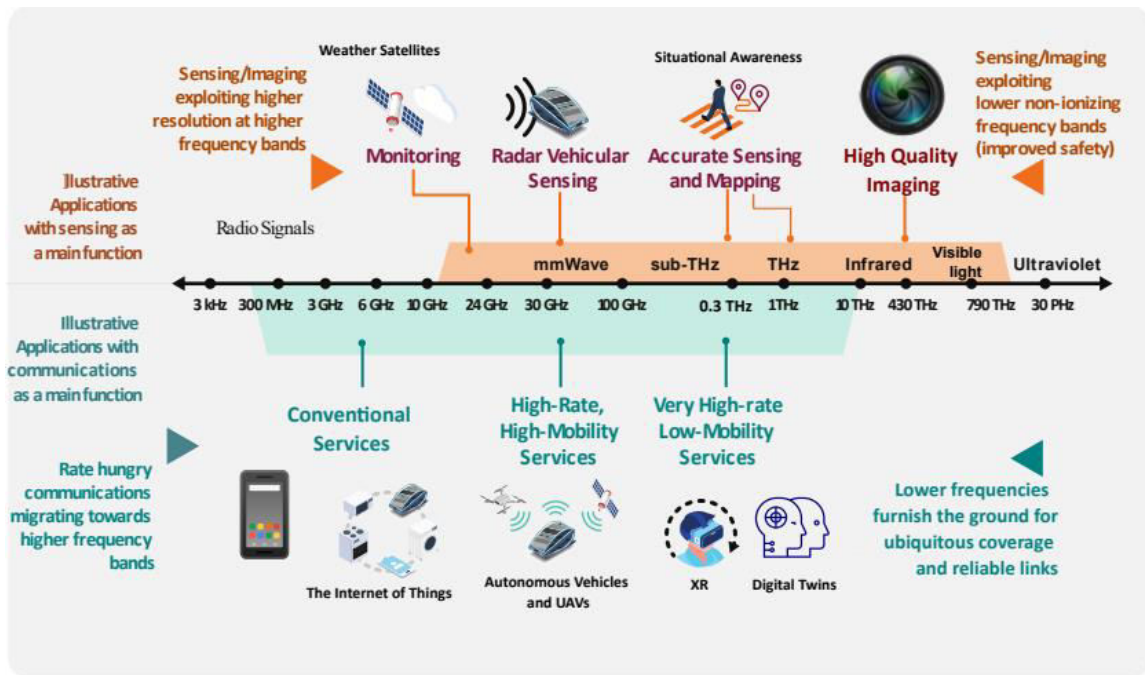 Weather Satellites
Situational Awareness
Sensing/Imaging
exploiting higher
resolution at higher
frequency bands
Sensing/Imaging
exploiting
lower non-ionizing
frequency bands
(improved safety)
Monitoring
Radar Vehicular
Sensing
Accurate Sensing
and Mapping
High Quality
Imaging
Illustrative
Applications
with sensing as
a main function
Radio Signals
mmWave
sub-THz
THz
Infrared
Visible
light
Ultraviolet
3 kHz
300 MHz
3 GHz
6 GHz
10 GHz
24 GHz
30 GHz
100 GHz
0.3 THz
1THz
10 THz
430 THz
790 THz
30 PHz
Illustrative
Applications with
communications
as a main function
Conventional
Services
High-Rate,
High-Mobility
Services
Very High-rate
Low-Mobility
Services
Rate hungry
communications
migrating towards
higher frequency
bands
Lower frequencies
furnish the ground for
ubiquitous coverage
and reliable links
The Internet of Things
Autonomous Vehicles
and UAVs
XR
Digital Twins